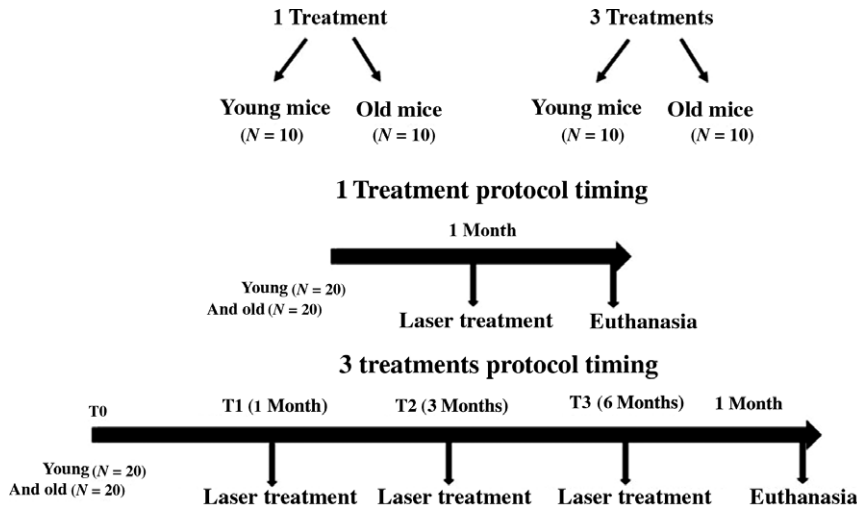 1 Treatment 3 Treatments
Young mice Old mice Young mice Old mice
(N = 10) (N = 10) (N = 10) (N = 10)
1 Treatment protocol timing
1 Month
Young (N = 20)
And old (N = 20)
Laser treatment Euthanasia
3 treatments protocol timing
T0 T1 (1 Month) T2 (3 Months) T3 (6 Months) 1 Month
Young (N = 20)
And old (N = 20)
Laser treatment Laser treatment Laser treatment Euthanasia